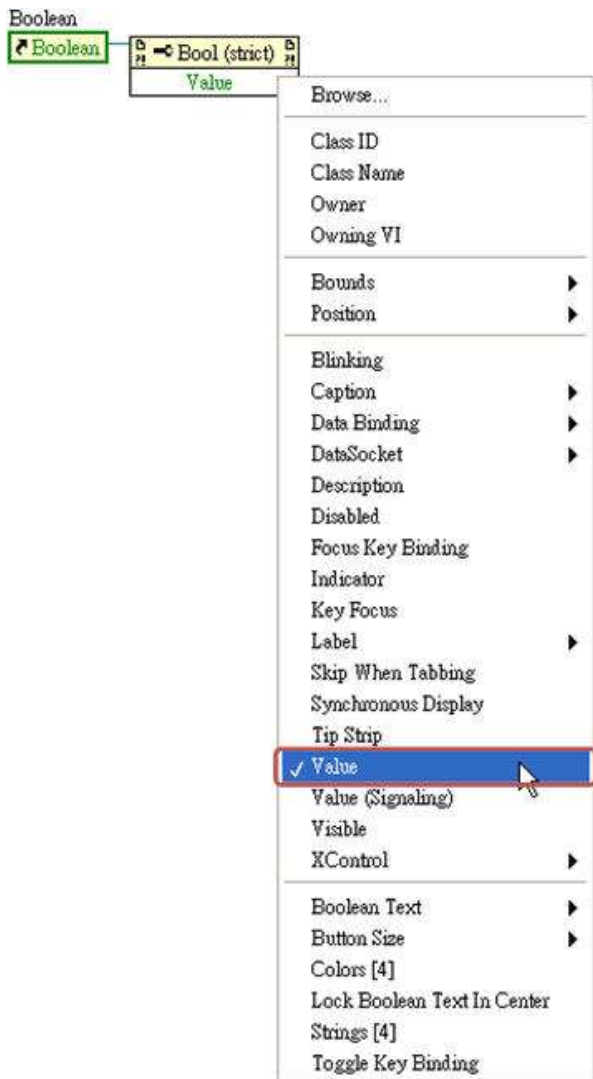 Boolean
Boolean
Bool (strict)
Value
Browse...
Class ID
Class Name
Owner
Owning VI
Bounds
Position
Blinking
Caption
Data Binding
DataSocket
Description
Disabled
Focus Key Binding
Indicator
Key Focus
Label
Skip When Tabbing
Synchronous Display
Tip Strip
Value
Value (Signaling)
Visible
XControl
Boolean Text
Button Size
Colors [4]
Lock Boolean Text In Center
Strings [4]
Toggle Key Binding